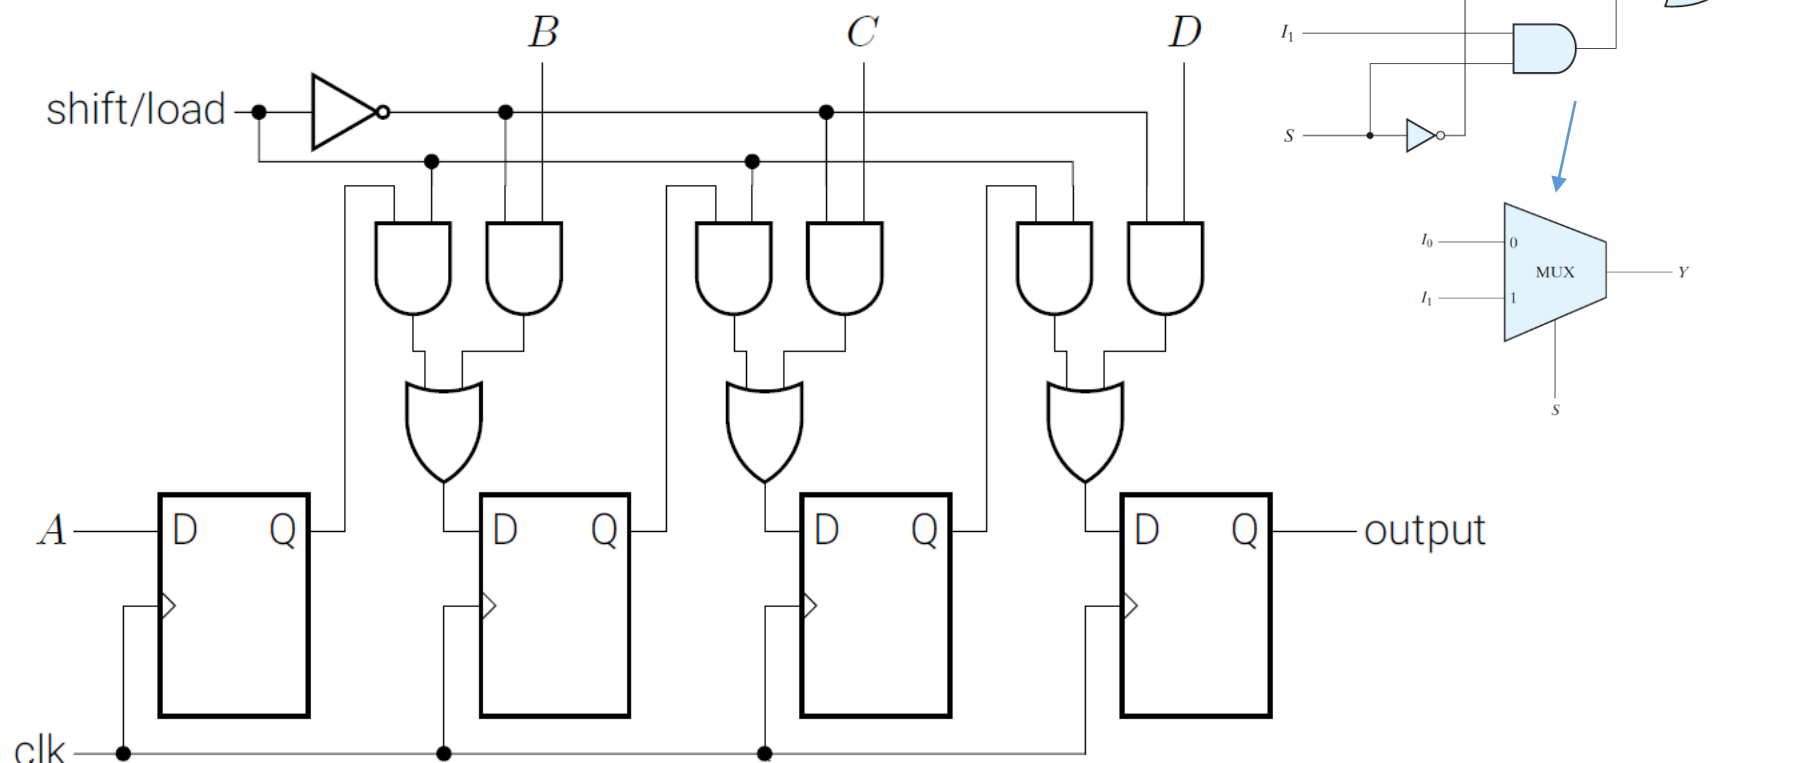 B
C
D
shift/load
D Q
D Q
D Q
D Q
A
output
clk
I₁
S
I₀
0
MUX
Y
I₁
1
S